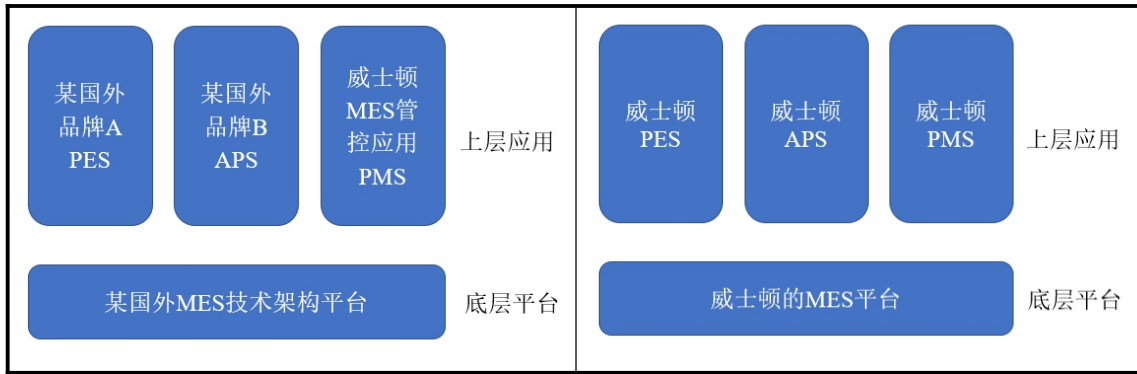 某国外
品牌A
PES
某国外
品牌B
APS
威士顿
MES管
控应用
PMS
上层应用
某国外MES技术架构平台
底层平台
威士顿
PES
威士顿
APS
威士顿
PMS
上层应用
威士顿的MES平台
底层平台